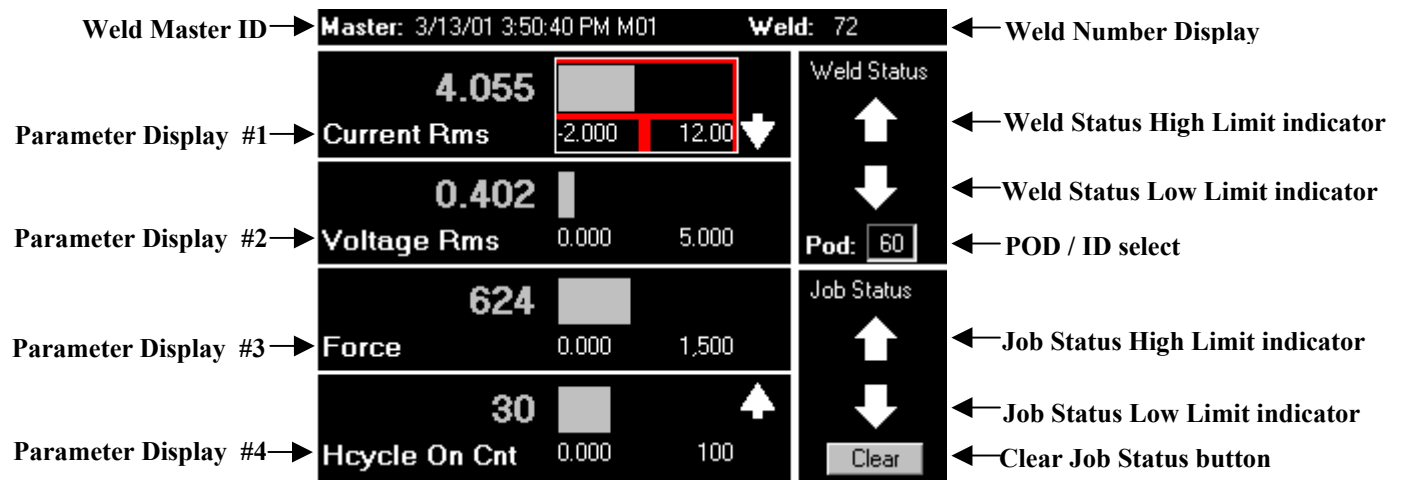 Weld Master ID
Master: 3/13/01 3:50:40 PM M01
Weld: 72
Weld Number Display
4.055
Weld Status
Parameter Display #1
Current Rms
-2.000
12.00
Weld Status High Limit indicator
0.402
Weld Status Low Limit indicator
Parameter Display #2
Voltage Rms
0.000
5.000
Pod: 60
POD / ID select
624
Job Status
Parameter Display #3
Force
0.000
1,500
Job Status High Limit indicator
30
Job Status Low Limit indicator
Parameter Display #4
Hcycle On Cnt
0.000
100
Clear
Clear Job Status button